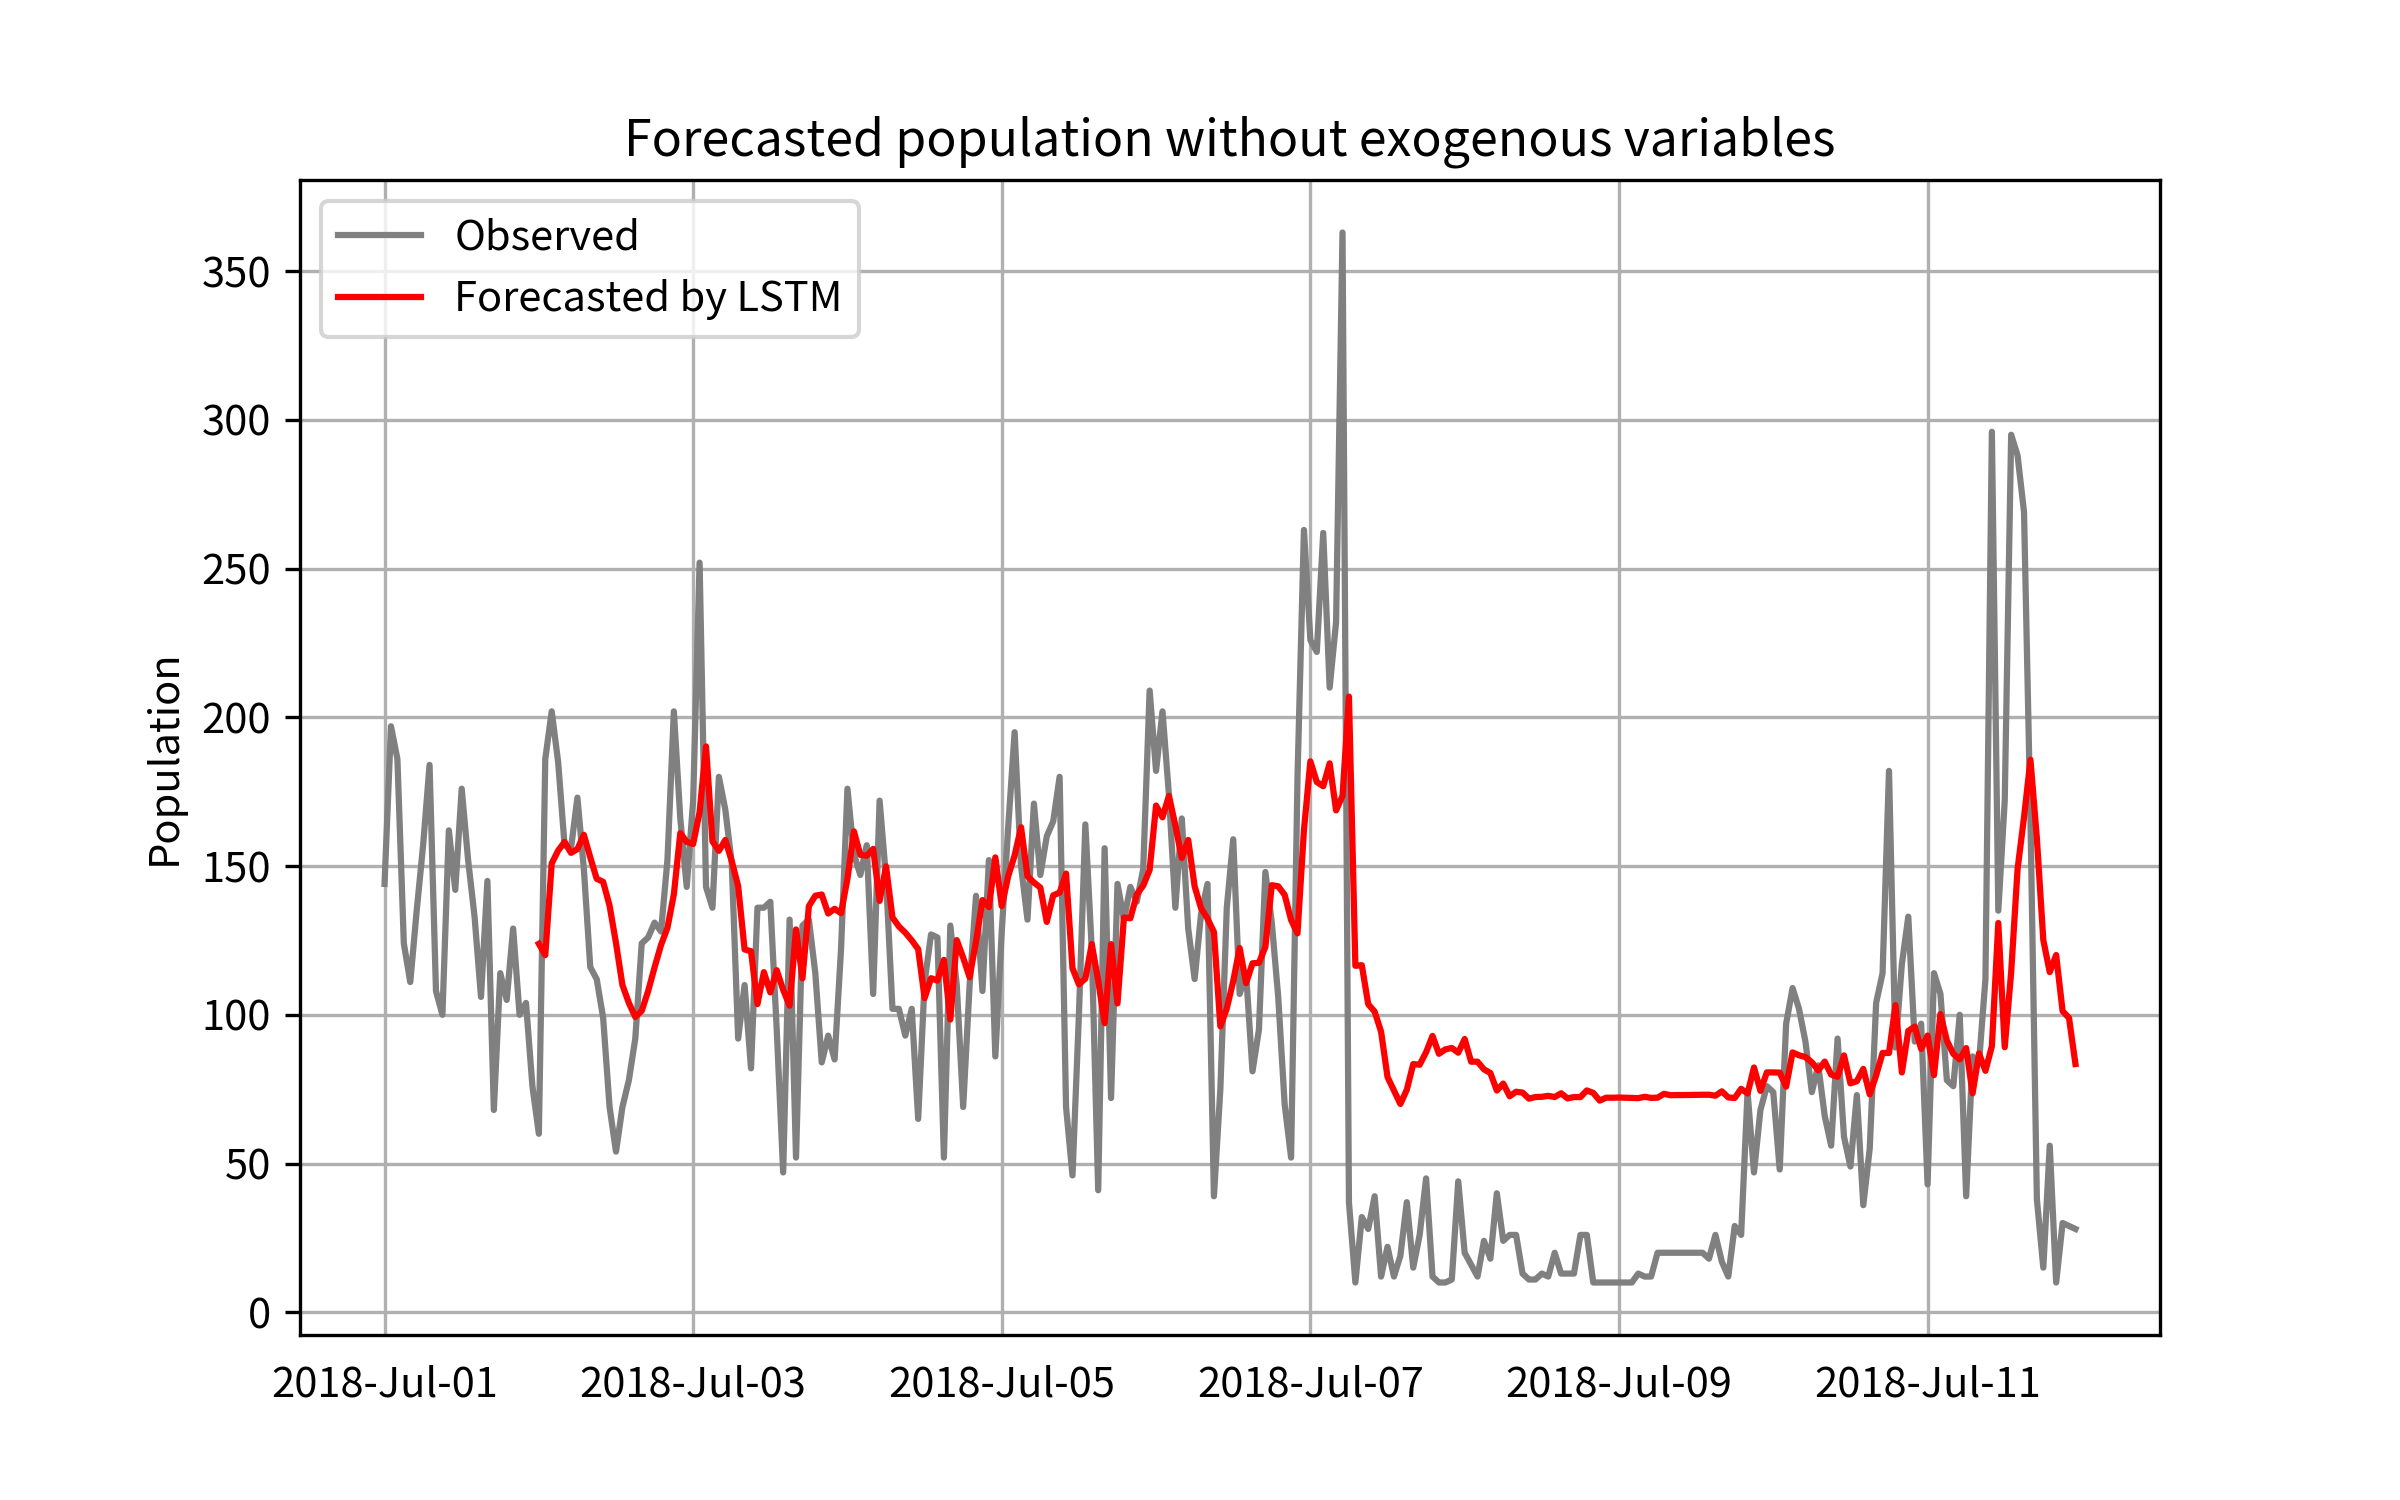 Forecasted population without exogenous variables
Observed
Forecasted by LSTM
Population
350
300
250
200
150
100
50
0
2018-Jul-01 2018-Jul-03 2018-Jul-05 2018-Jul-07 2018-Jul-09 2018-Jul-11